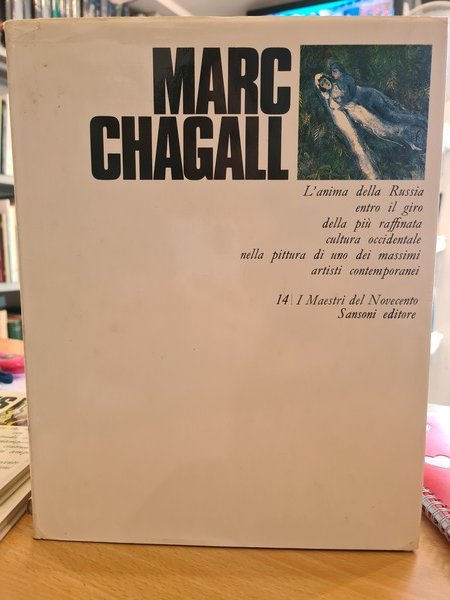 MARC
CHAGALL
L'anima della Russia
entro il giro
della più raffinata
cultura occidentale
nella pittura di uno dei massimi
artisti contemporanei
14| I Maestri del Novecento
Sansoni editore